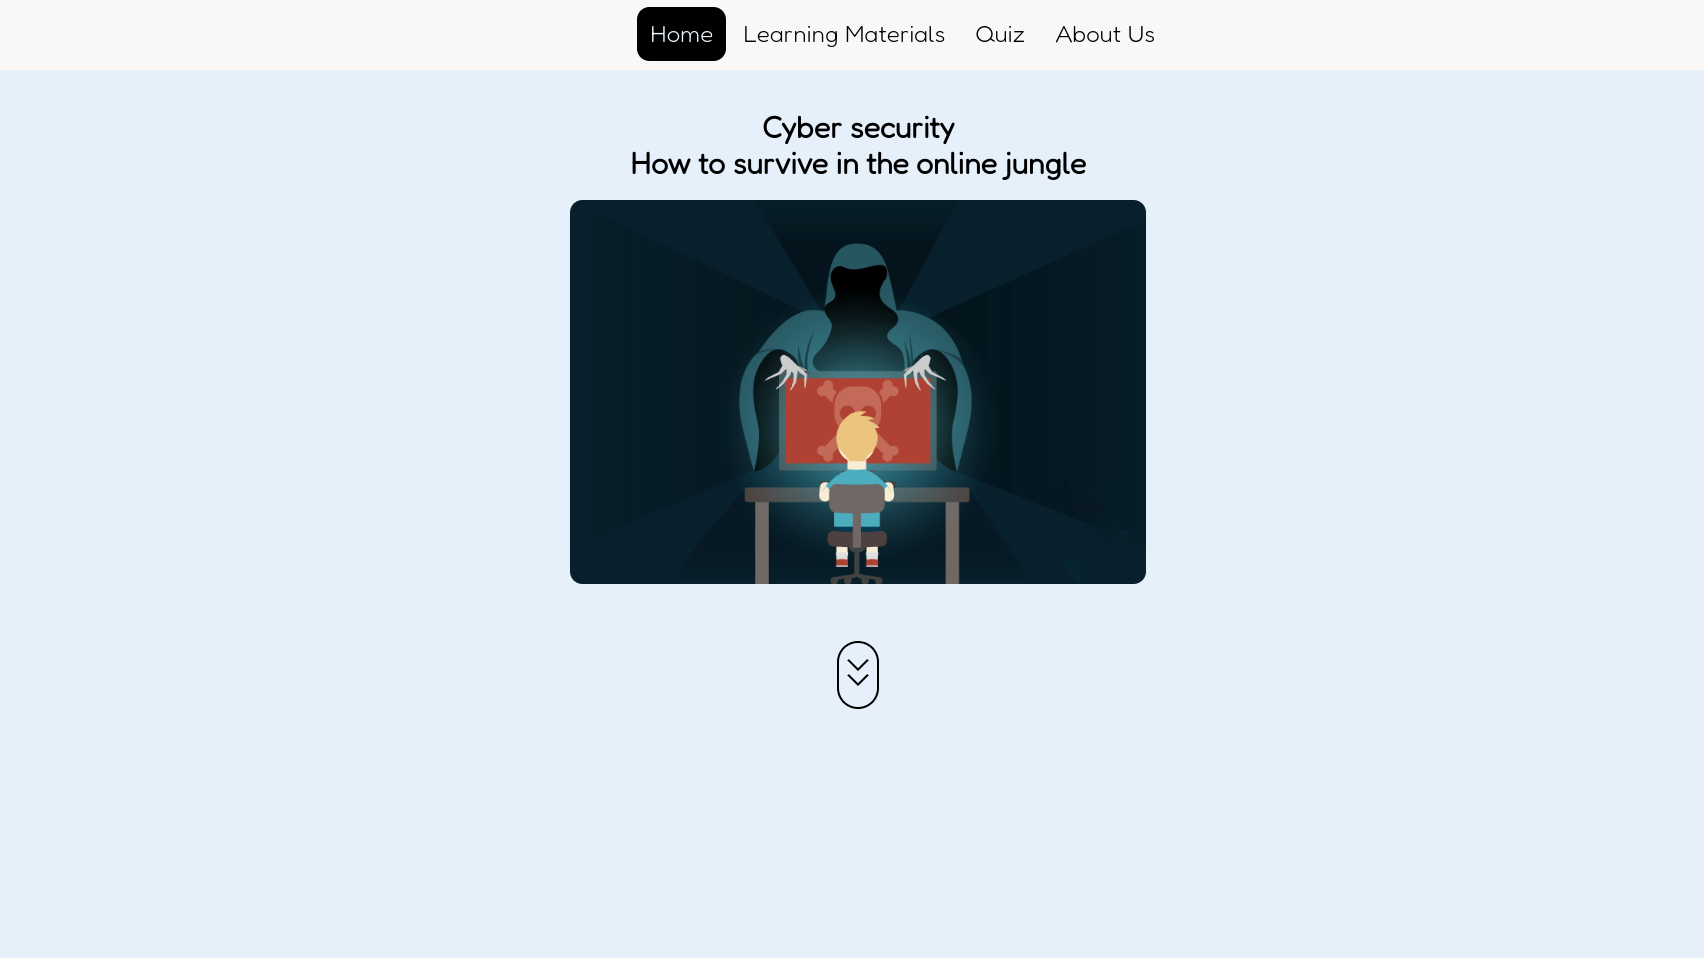 Home Learning Materials Quiz About Us
Cyber security
How to survive in the online jungle